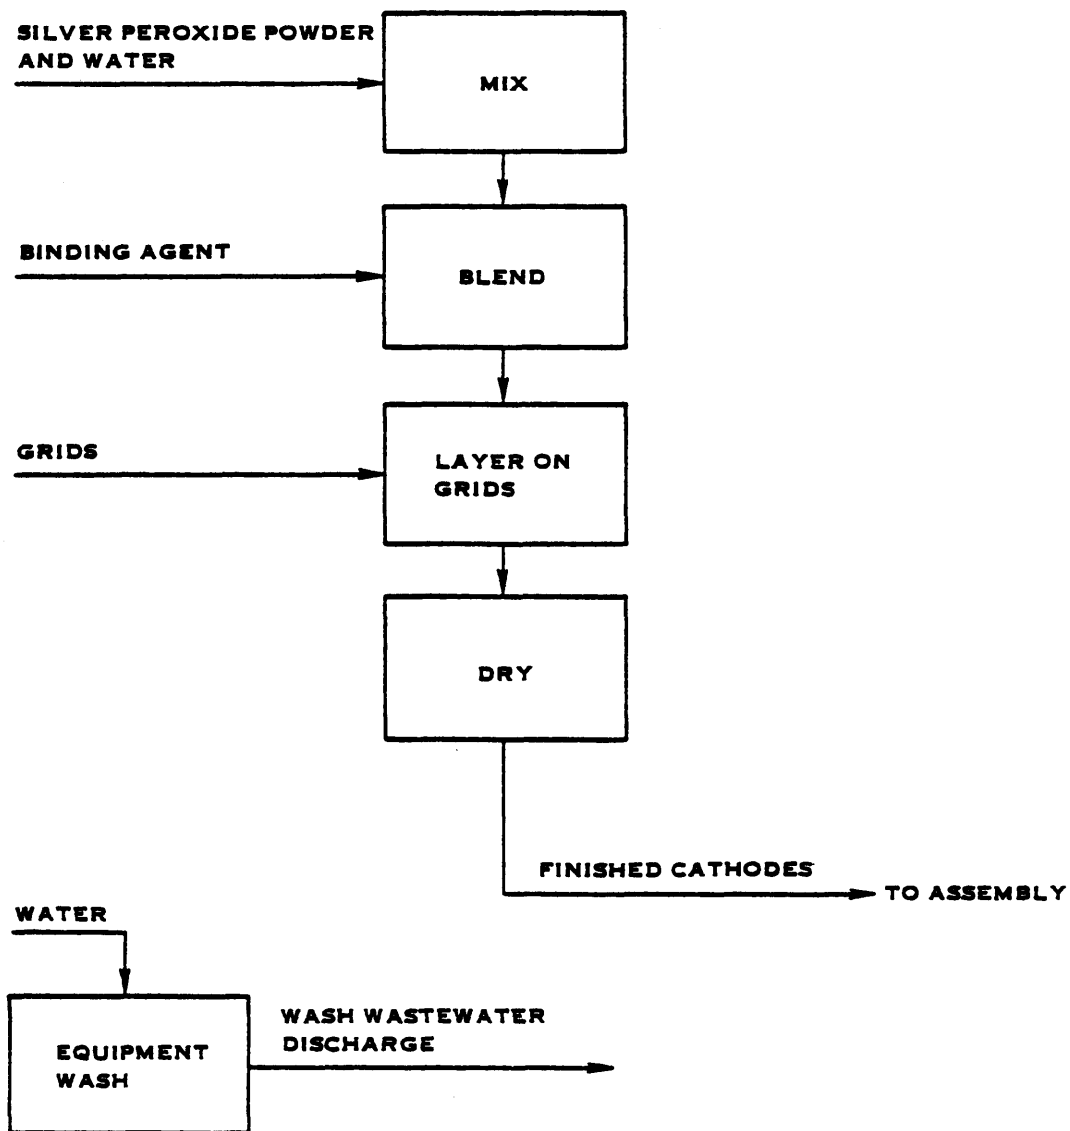 SILVER PEROXIDE POWDER
AND WATER
MIX
BINDING AGENT
BLEND
GRIDS
LAYER ON
GRIDS
DRY
FINISHED CATHODES
TO ASSEMBLY
WATER
EQUIPMENT
WASH
WASH WASTEWATER
DISCHARGE